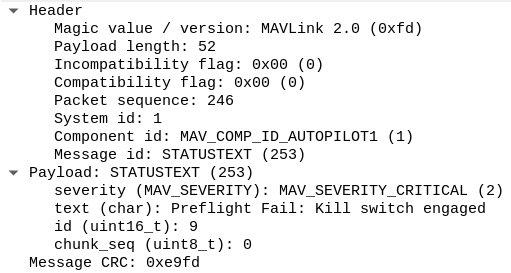 Header
Magic value / version: MAVLink 2.0 (0xfd)
Payload length: 52
Incompatibility flag: 0x00 (0)
Compatibility flag: 0x00 (0)
Packet sequence: 246
System id: 1
Component id: MAV_COMP_ID_AUTOPILOT1 (1)
Message id: STATUSTEXT (253)
Payload: STATUSTEXT (253)
severity (MAV_SEVERITY): MAV_SEVERITY_CRITICAL (2)
text (char): Preflight Fail: Kill switch engaged
id (uint16_t): 9
chunk_seq (uint8_t): 0
Message CRC: 0xe9fd